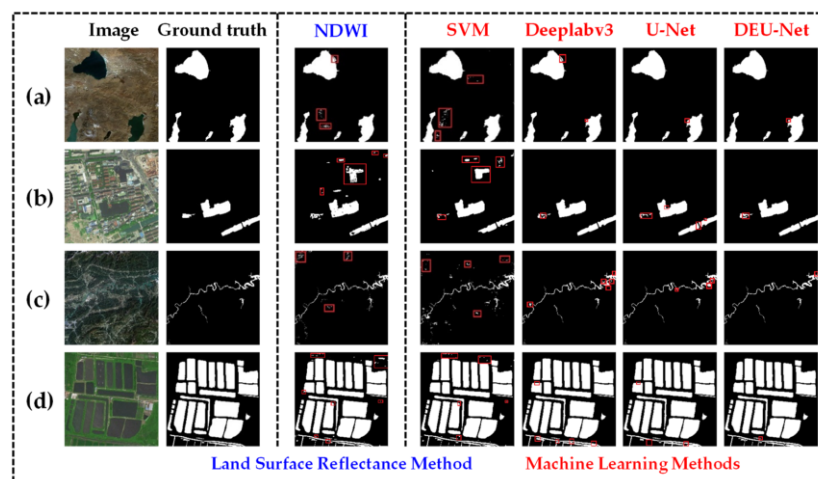 Image Ground truth NDWI SVM Deeplabv3 U-Net DEU-Net
(a)
(b)
(c)
(d)
Land Surface Reflectance Method Machine Learning Methods